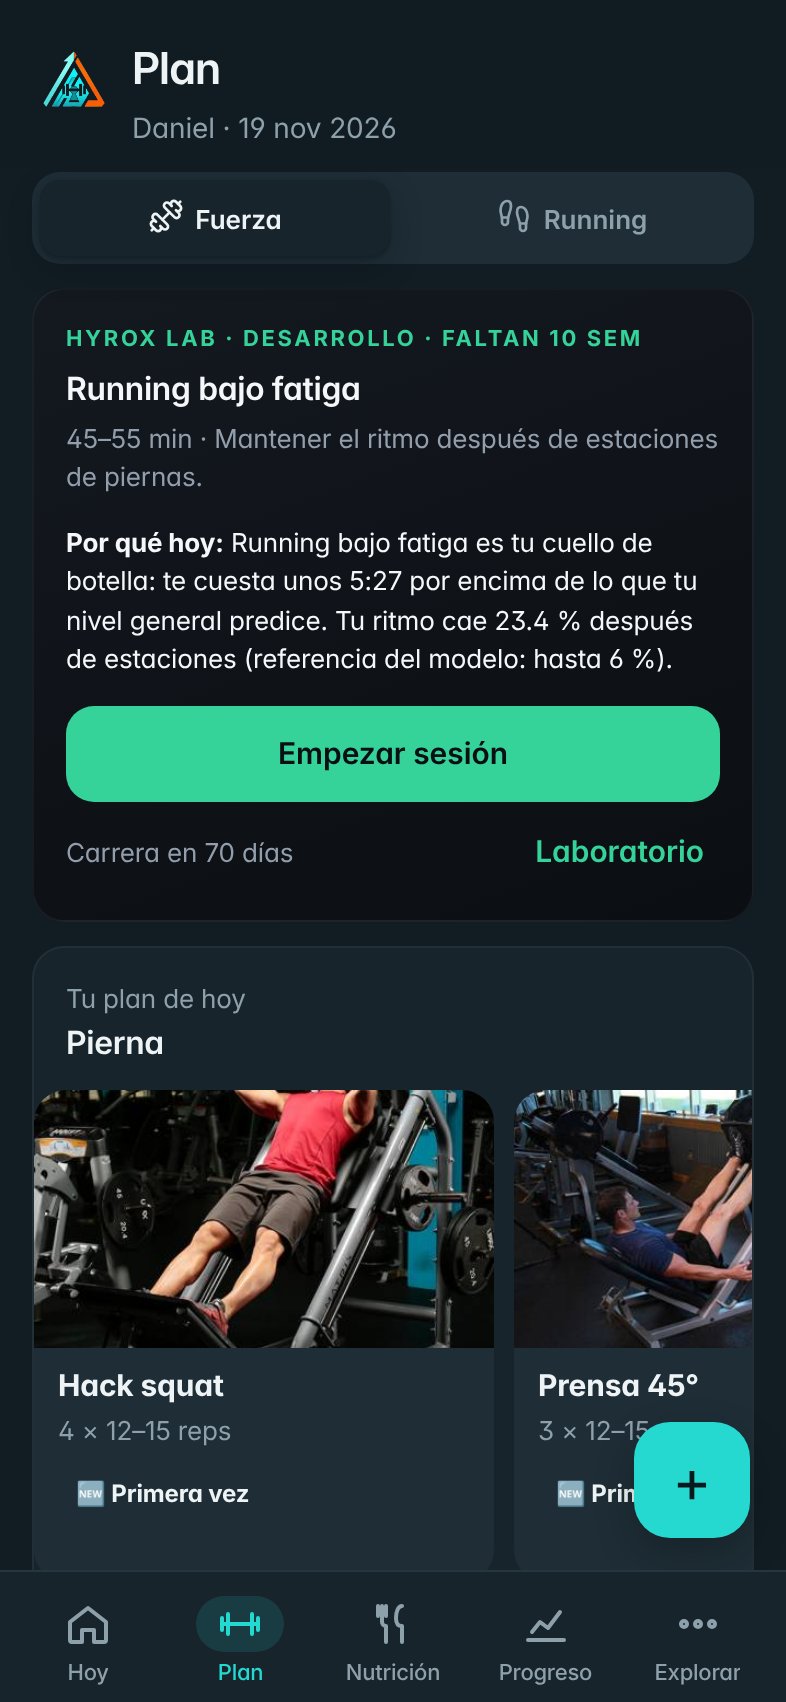 Plan
Daniel · 19 nov 2026
Fuerza
Running
HYROX LAB · DESARROLLO · FALTAN 10 SEM
Running bajo fatiga
45–55 min · Mantener el ritmo después de estaciones
de piernas.
Por qué hoy: Running bajo fatiga es tu cuello de
botella: te cuesta unos 5:27 por encima de lo que tu
nivel general predice. Tu ritmo cae 23.4 % después
de estaciones (referencia del modelo: hasta 6 %).
Empezar sesión
Carrera en 70 días
Laboratorio
Tu plan de hoy
Pierna
Hack squat
4 × 12–15 reps
🆕 Primera vez
Prensa 45°
3 × 12–15
🆕 Prim
+
Hoy
Plan
Nutrición
Progreso
Explorar